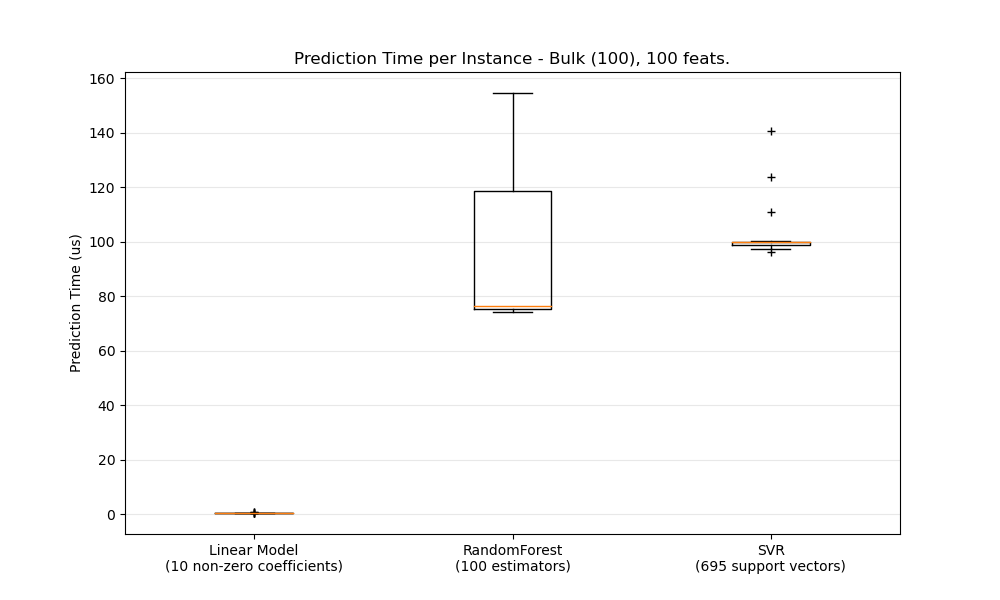 Prediction Time per Instance - Bulk (100), 100 feats.
160
140
120
100
80
60
40
20
0
Prediction Time (us)
Linear Model
(10 non-zero coefficients)
RandomForest
(100 estimators)
SVR
(695 support vectors)